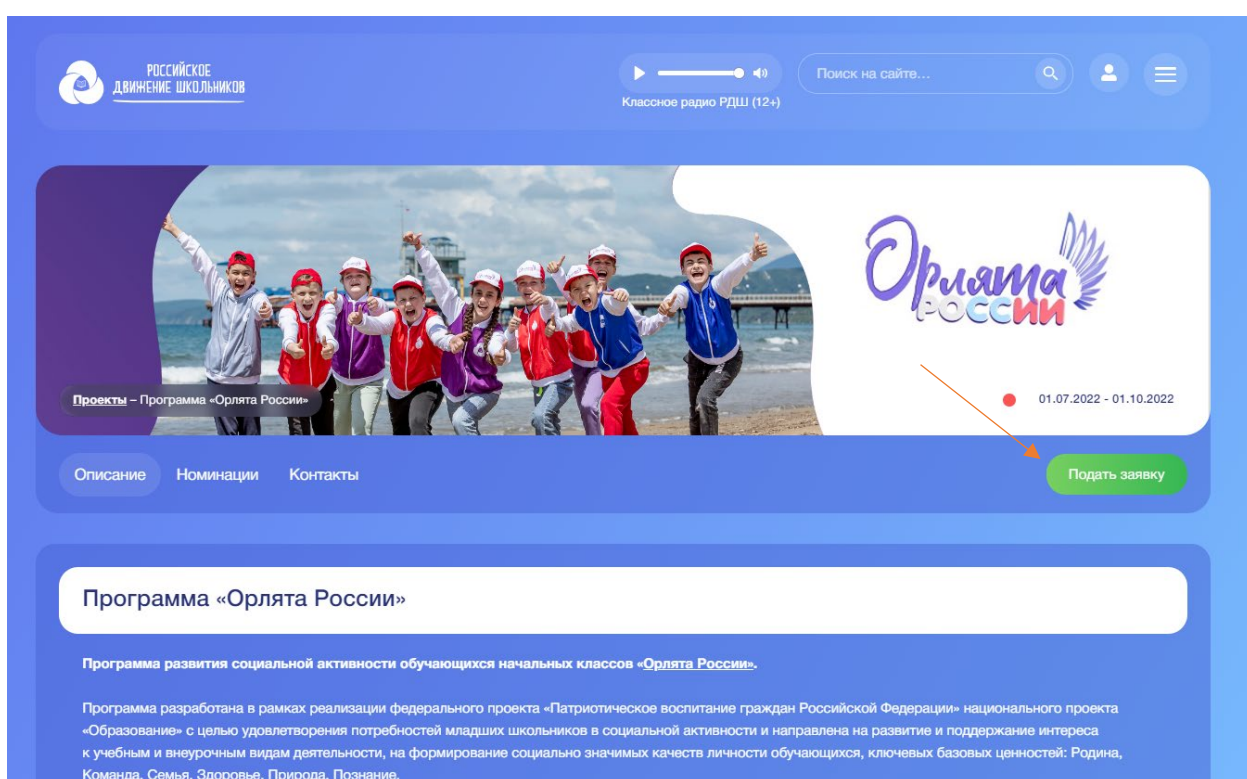 РОССИЙСКОЕ
ДВИЖЕНИЕ ШКОЛЬНИКОВ
Классное радио РДШ (12+)
Поиск на сайте...
Орлята
РОССИИ
Проекты – Программа «Орлята России»
01.07.2022 - 01.10.2022
Описание Номинации Контакты
Подать заявку
Программа «Орлята России»
Программа развития социальной активности обучающихся начальных классов «Орлята России».
Программа разработана в рамках реализации федерального проекта «Патриотическое воспитание граждан Российской Федерации» национального проекта
«Образование» с целью удовлетворения потребностей младших школьников в социальной активности и направлена на развитие и поддержание интереса
к учебным и внеурочным видам деятельности, на формирование социально значимых качеств личности обучающихся, ключевых базовых ценностей: Родина,
Команда, Семья, Здоровье, Природа, Познание.